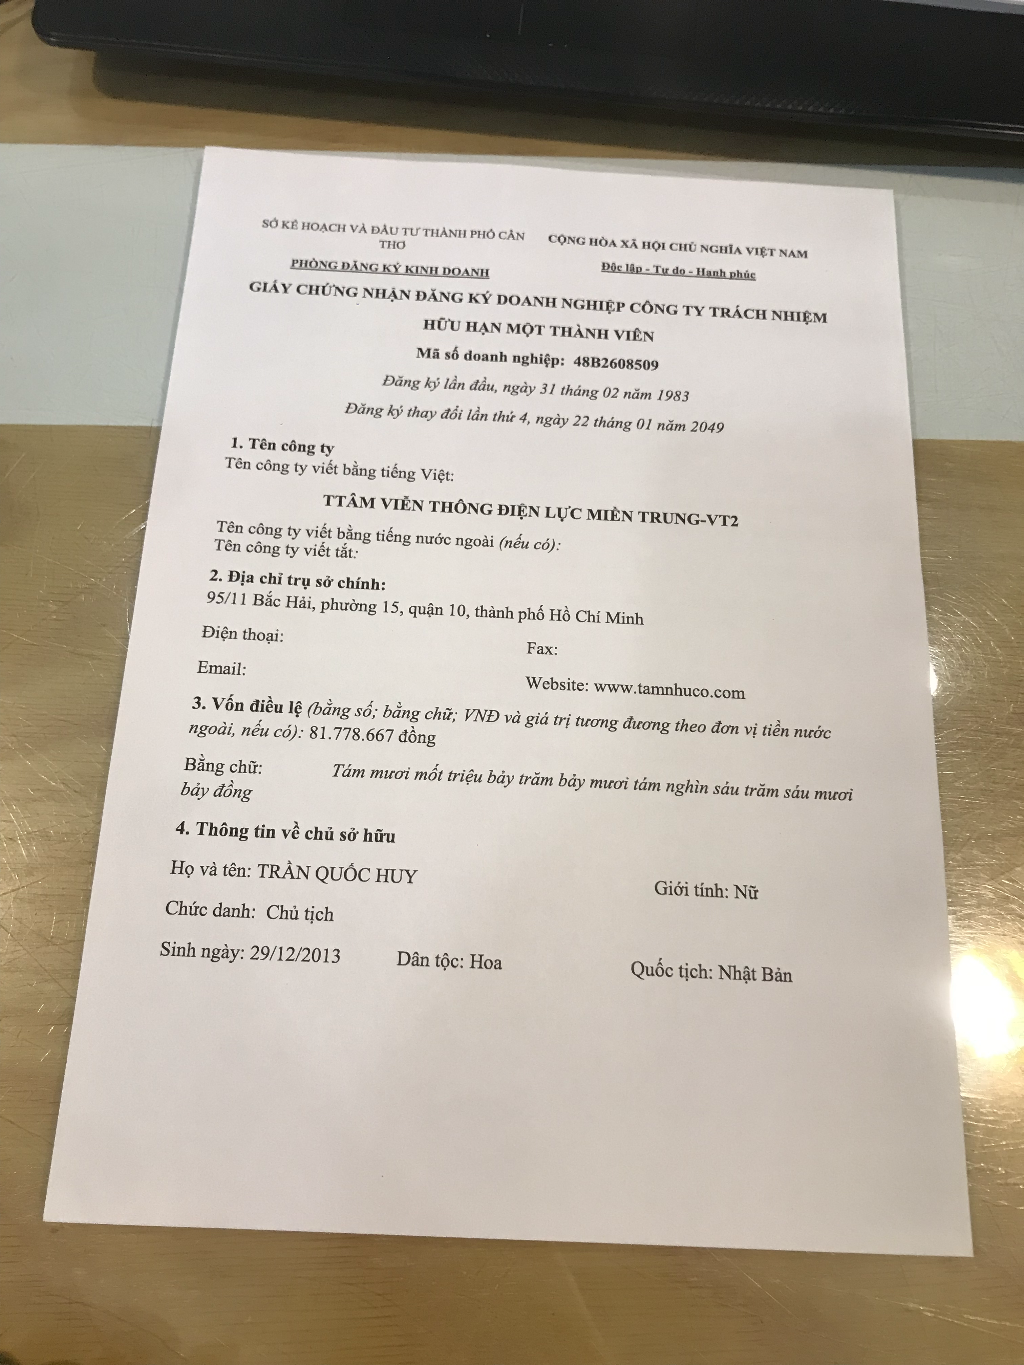 SỞ KẾ HOẠCH VÀ ĐẦU TƯ THÀNH PHỐ CẦN
THƠ
CỘNG HÒA XÃ HỘI CHỦ NGHĨA VIỆT NAM
PHÒNG ĐĂNG KÝ KINH DOANH
Độc lập - Tự do - Hạnh phúc
GIẤY CHỨNG NHẬN ĐĂNG KÝ DOANH NGHIỆP CÔNG TY TRÁCH NHIỆM
HỮU HẠN MỘT THÀNH VIÊN
Mã số doanh nghiệp: 48B2608509
Đăng ký lần đầu, ngày 31 tháng 02 năm 1983
Đăng ký thay đổi lần thứ 4, ngày 22 tháng 01 năm 2049
1. Tên công ty
Tên công ty viết bằng tiếng Việt:
TTÂM VIỄN THÔNG ĐIỆN LỰC MIỀN TRUNG-VT2
Tên công ty viết bằng tiếng nước ngoài (nếu có):
Tên công ty viết tắt:
2. Địa chỉ trụ sở chính:
95/11 Bắc Hải, phường 15, quận 10, thành phố Hồ Chí Minh
Điện thoại:
Fax:
Email:
Website: www.tamnhuco.com
3. Vốn điều lệ (bằng số; bằng chữ; VNĐ và giá trị tương đương theo đơn vị tiền nước
ngoài, nếu có): 81.778.667 đồng
Bằng chữ: Tám mươi mốt triệu bảy trăm bảy mươi tám nghìn sáu trăm sáu mươi
bảy đồng
4. Thông tin về chủ sở hữu
Họ và tên: TRẦN QUỐC HUY
Giới tính: Nữ
Chức danh: Chủ tịch
Sinh ngày: 29/12/2013 Dân tộc: Hoa Quốc tịch: Nhật Bản